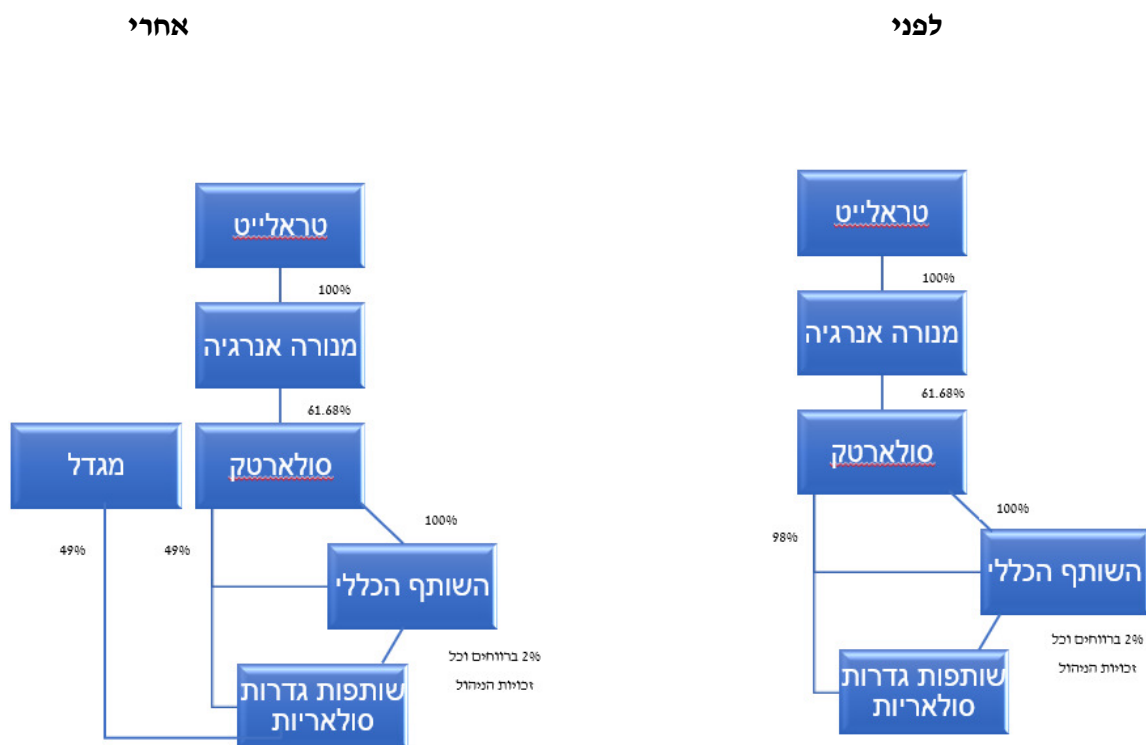 לפני
טראלייט
100%
מנורה אנרגיה
61.68%
סולארטק
100%
98%
השותף הכללי
2% ברווחים וכל
זכויות הניהול
שותפות גדרות
סולאריות
אחרי
טראלייט
100%
מנורה אנרגיה
61.68%
סולארטק
מגדל
100%
49%
49%
השותף הכללי
2% ברווחים וכל
זכויות הניהול
שותפות גדרות
סולאריות